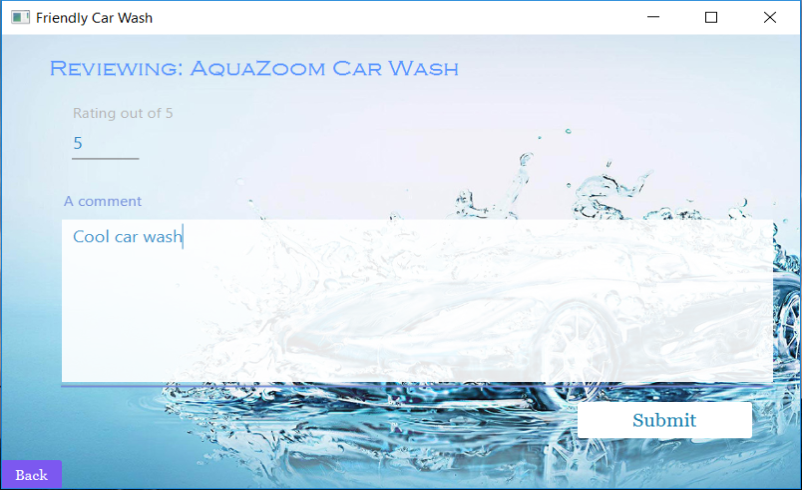 Friendly Car Wash
Reviewing: AquaZoom Car Wash
Rating out of 5
5
A comment
Cool car wash
Submit
Back